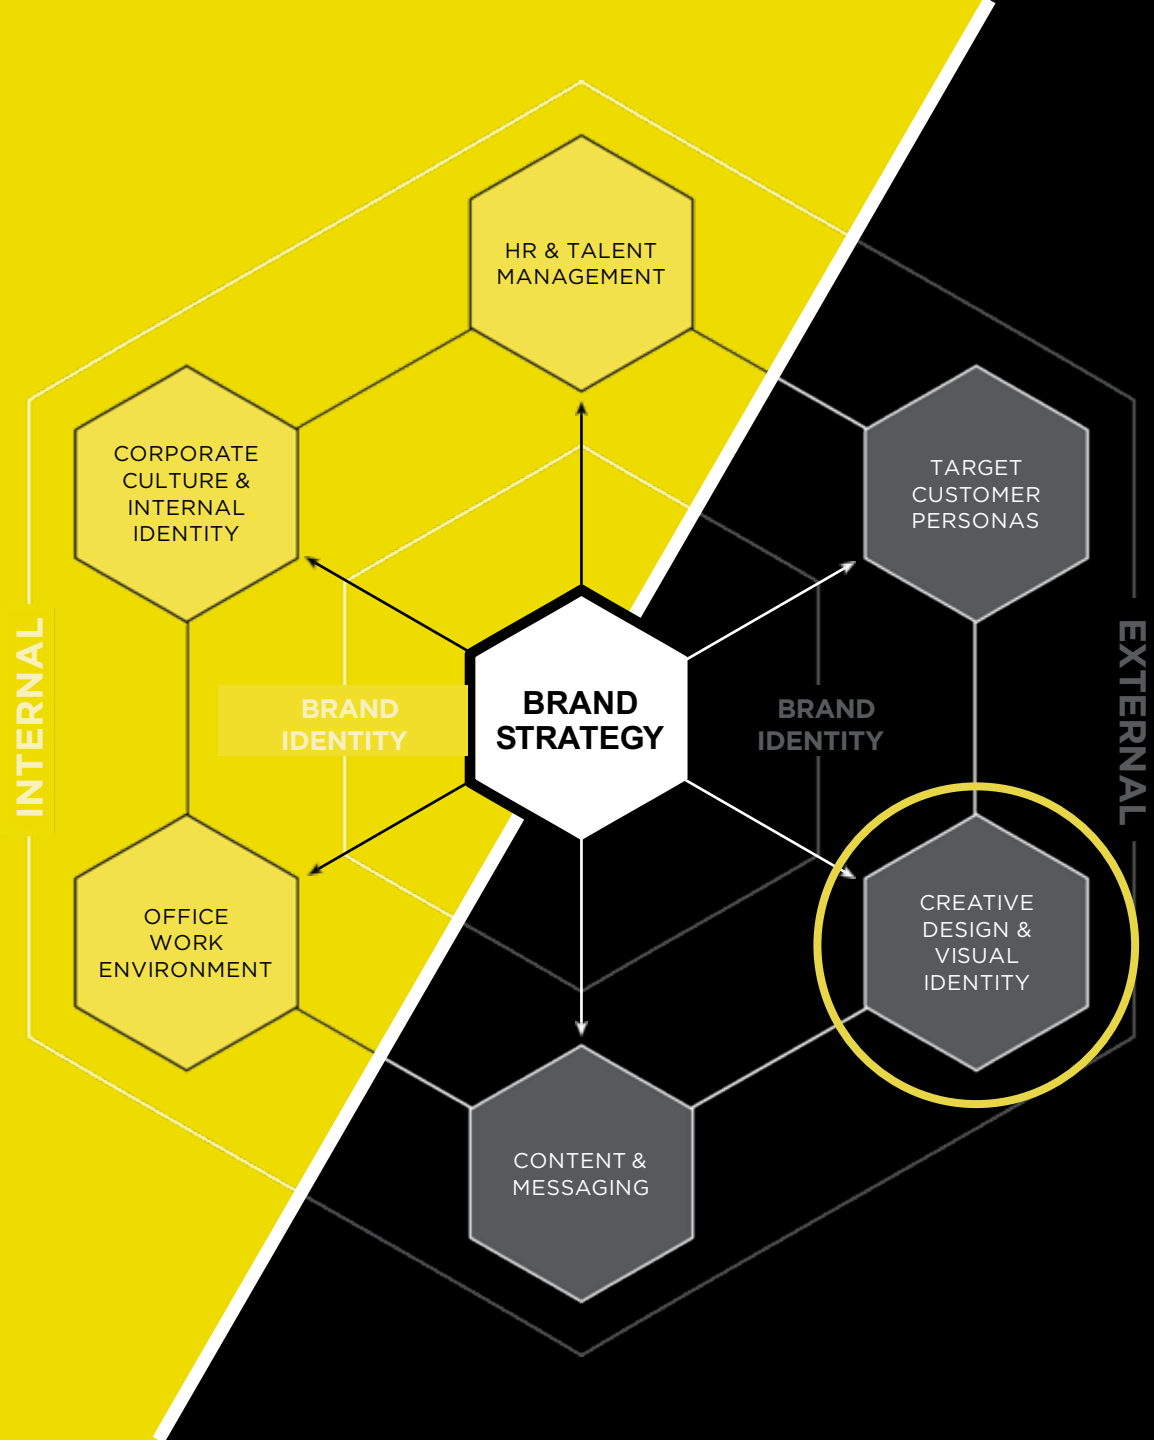 HR & TALENT
MANAGEMENT
CORPORATE
CULTURE &
INTERNAL
IDENTITY
TARGET
CUSTOMER
PERSONAS
INTERNAL
BRAND
IDENTITY
BRAND
STRATEGY
BRAND
IDENTITY
EXTERNAL
OFFICE
WORK
ENVIRONMENT
CREATIVE
DESIGN &
VISUAL
IDENTITY
CONTENT &
MESSAGING